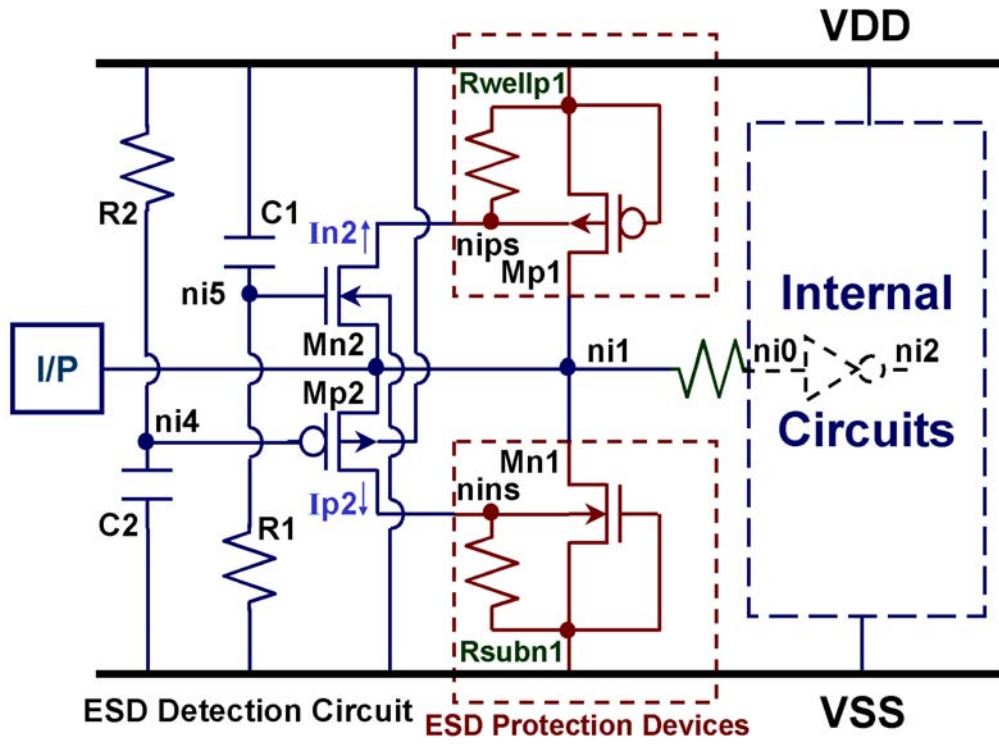 VDD
Rwellp1
R2
C1
In2
nips
Mp1
ni5
Internal
Mn2
I/P
ni1
ni0
ni2
Mp2
ni4
Circuits
Mn1
nins
Ip2
C2
R1
Rsubn1
ESD Detection Circuit
ESD Protection Devices
VSS